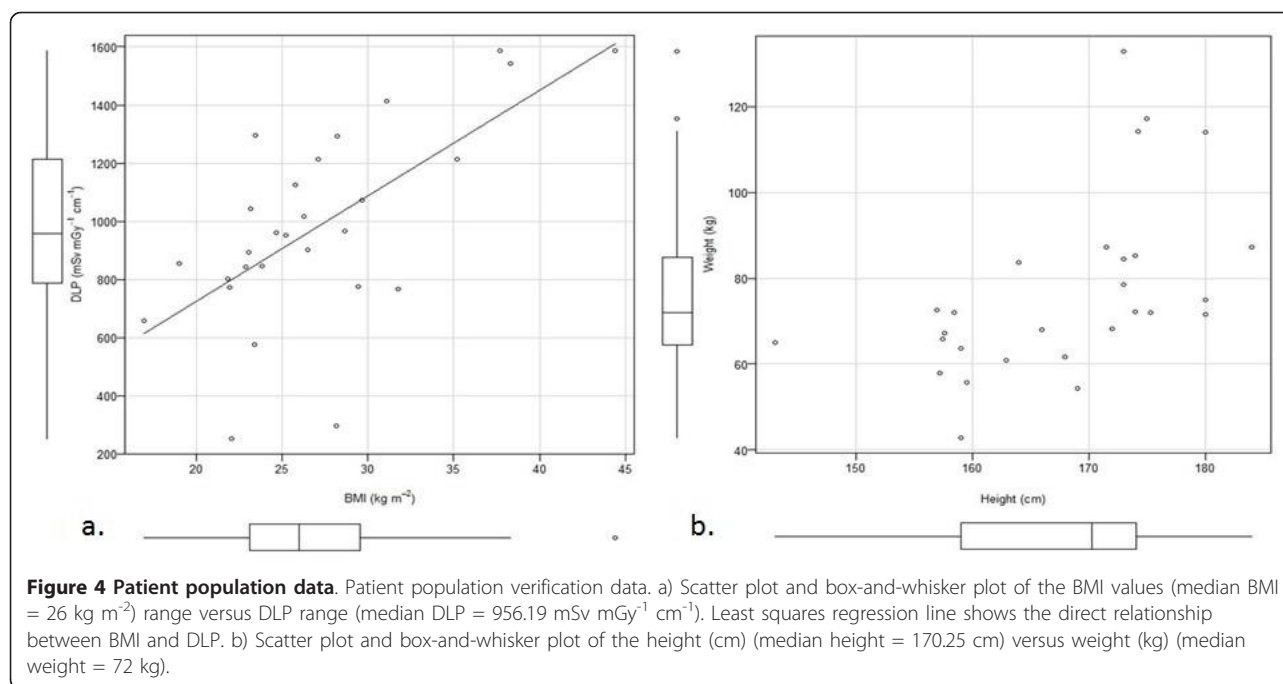 1600
1400
1200
1000
800
600
400
200
DLP (mSv mGy⁻¹ cm⁻¹)
20 25 30 35 40 45
BMI (kg m⁻²)
a.
120
100
80
60
40
Weight (kg)
150 160 170 180
Height (cm)
b.
Figure 4 Patient population data. Patient population verification data. a) Scatter plot and box-and-whisker plot of the BMI values (median BMI
= 26 kg m⁻²) range versus DLP range (median DLP = 956.19 mSv mGy⁻¹ cm⁻¹). Least squares regression line shows the direct relationship
between BMI and DLP. b) Scatter plot and box-and-whisker plot of the height (cm) (median height = 170.25 cm) versus weight (kg) (median
weight = 72 kg).